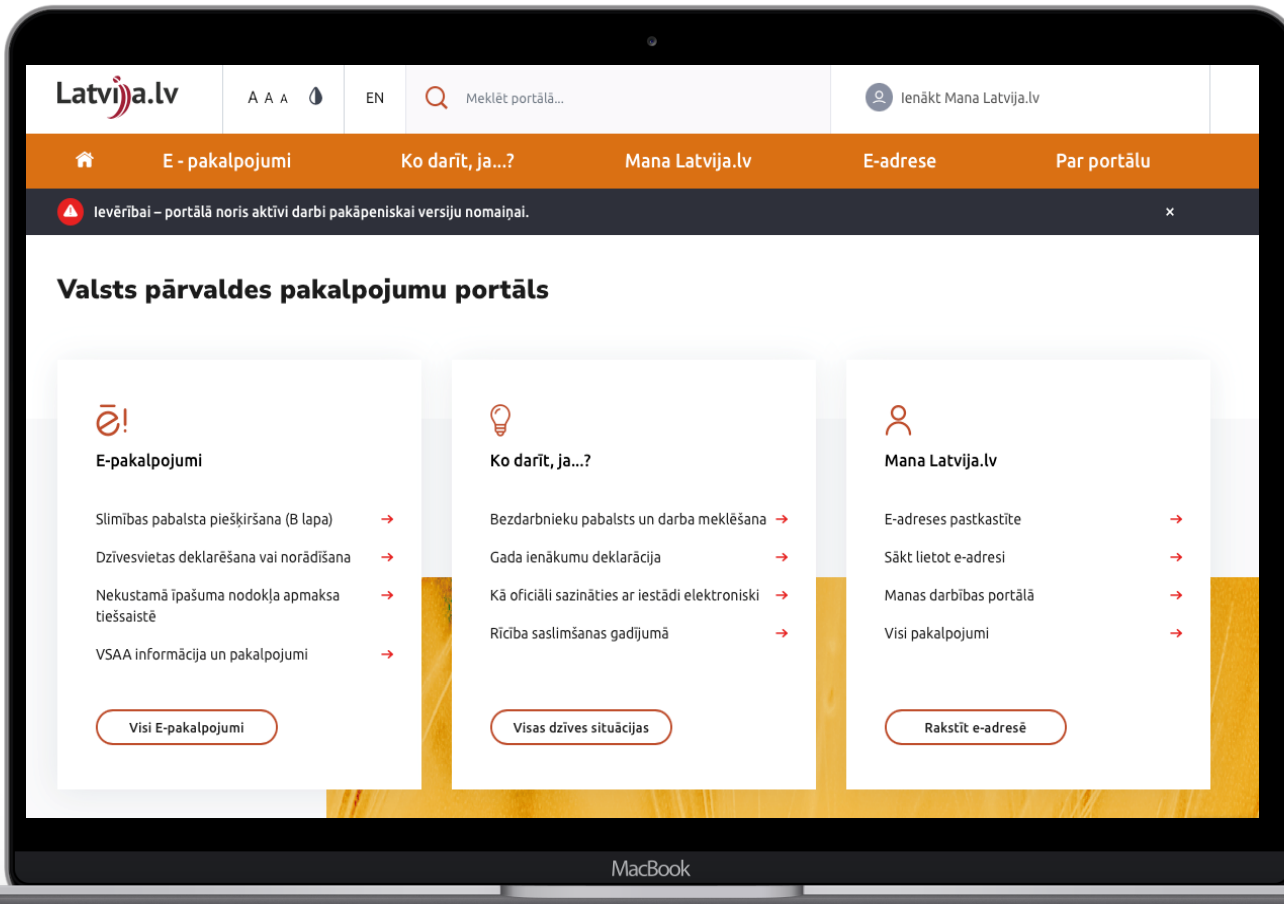 Latvija.lv
A A A
EN
Meklēt portālā...
Ienākt Mana Latvija.lv
E - pakalpojumi
Ko darīt, ja...?
Mana Latvija.lv
E-adrese
Par portālu
Ievērībai – portālā noris aktīvi darbi pakāpeniskai versiju nomaiņai.
×
Valsts pārvaldes pakalpojumu portāls
ē!
E-pakalpojumi
Slimības pabalsta piešķiršana (B lapa)
Dzīvesvietas deklarēšana vai norādīšana
Nekustamā īpašuma nodokļa apmaksa
tiešsaistē
VSAA informācija un pakalpojumi
Visi E-pakalpojumi
Ko darīt, ja...?
Bezdarbnieku pabalsts un darba meklēšana
Gada ienākumu deklarācija
Kā oficiāli sazināties ar iestādi elektroniski
Rīcība saslimšanas gadījumā
Visas dzīves situācijas
Mana Latvija.lv
E-adreses pastkastīte
Sākt lietot e-adresi
Manas darbības portālā
Visi pakalpojumi
Rakstīt e-adresē
MacBook